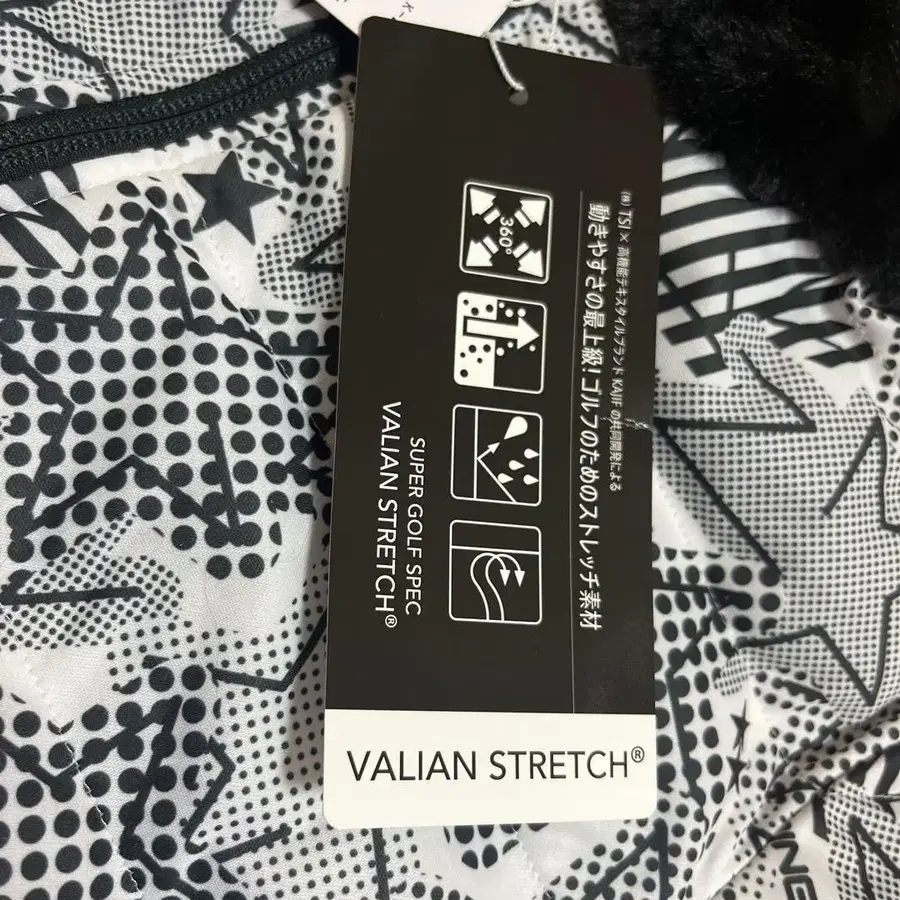 (株) TSI × 高機能テキスタイルブランド KAJIF の共同開発による
動きやすさの最上級!ゴルフのためのストレッチ素材
360°
SUPER GOLF SPEC
VALIAN STRETCH®
VALIAN STRETCH®